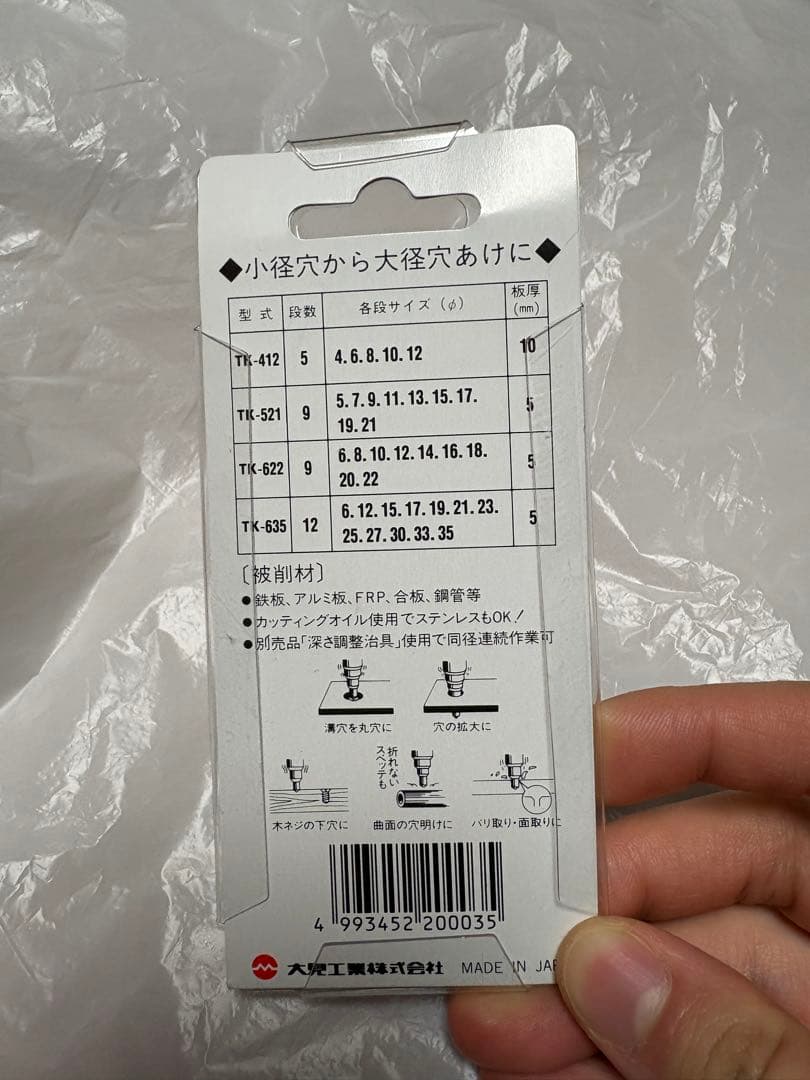 ◆小径穴から大径穴あけに◆
型式 段数 各段サイズ（φ） 板厚(mm)
TK-412 5 4.6.8.10.12 10
TK-521 9 5.7.9.11.13.15.17.
19.21 5
TK-622 9 6.8.10.12.14.16.18.
20.22 5
TK-635 12 6.12.15.17.19.21.23.
25.27.30.33.35 5
〔被削材〕
●鉄板、アルミ板、FRP、合板、鋼管等
●カッティングオイル使用でステンレスもOK！
●別売品「深さ調整治具」使用で同径連続作業可
溝穴を丸穴に 穴の拡大に
折れない
スベッても
木ネジの下穴に 曲面の穴明けに バリ取り・面取りに
4 993452 200035
大見工業株式会社 MADE IN JAP